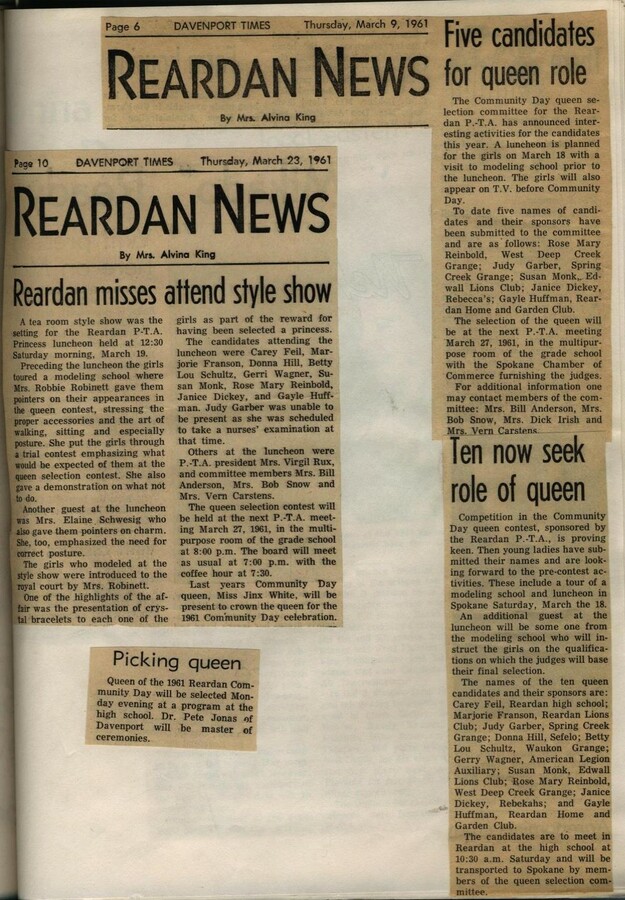 Page 6 DAVENPORT TIMES Thursday, March 9, 1961
REARDAN NEWS
By Mrs. Alvina King
Five candidates
for queen role
The Community Day queen se-
lection committee for the Rear-
dan P.-T.A. has announced inter-
esting activities for the candidates
this year. A luncheon is planned
for the girls on March 18 with a
visit to modeling school prior to
the luncheon. The girls will also
appear on T.V. before Community
Day.
To date five names of candi-
dates and their sponsors have
been submitted to the committee
and are as follows: Rose Mary
Reinbold, West Deep Creek
Grange; Judy Garber, Spring
Creek Grange; Susan Monk, Ed-
wall Lions Club; Janice Dickey,
Rebecca's; Gayle Huffman, Rear-
dan Home and Garden Club.
The selection of the queen will
be at the next P.-T.A. meeting
March 27, 1961, in the multipur-
pose room of the grade school
with the Spokane Chamber of
Commerce furnishing the judges.
For additional information one
may contact members of the com-
mittee: Mrs. Bill Anderson, Mrs.
Bob Snow, Mrs. Dick Irish and
Mrs. Vern Carstens.
Ten now seek
role of queen
Competition in the Community
Day queen contest, sponsored by
the Reardan P.-T.A., is proving
keen. Then young ladies have sub-
mitted their names and are look-
ing forward to the pre-contest ac-
tivities. These include a tour of a
modeling school and luncheon in
Spokane Saturday, March the 18.
An additional guest at the
luncheon will be some one from
the modeling school who will in-
struct the girls on the qualifica-
tions on which the judges will base
their final selection.
The names of the ten queen
candidates and their sponsors are:
Carey Feil, Reardan high school;
Marjorie Franson, Reardan Lions
Club; Judy Garber, Spring Creek
Grange; Donna Hill, Sefelo; Betty
Lou Schultz, Waukon Grange;
Gerry Wagner, American Legion
Auxiliary; Susan Monk, Edwall
Lions Club; Rose Mary Reinbold,
West Deep Creek Grange; Janice
Dickey, Rebekahs; and Gayle
Huffman, Reardan Home and
Garden Club.
The candidates are to meet in
Reardan at the high school at
10:30 a.m. Saturday and will be
transported to Spokane by mem-
bers of the queen selection com-
mittee.
Page 10 DAVENPORT TIMES Thursday, March 23, 1961
REARDAN NEWS
By Mrs. Alvina King
Reardan misses attend style show
A tea room style show was the
setting for the Reardan P-T.A.
Princess luncheon held at 12:30
Saturday morning, March 19.
Preceding the luncheon the girls
toured a modeling school where
Mrs. Robbie Robinett gave them
pointers on their appearances in
the queen contest, stressing the
proper accessories and the art of
walking, sitting and especially
posture. She put the girls through
a trial contest emphasizing what
would be expected of them at the
queen selection contest. She also
gave a demonstration on what not
to do.
Another guest at the luncheon
was Mrs. Elaine Schwesig who
also gave them pointers on charm.
She, too, emphasized the need for
correct posture.
The girls who modeled at the
style show were introduced to the
royal court by Mrs. Robinett.
One of the highlights of the af-
fair was the presentation of crys-
tal bracelets to each one of the
girls as part of the reward for
having been selected a princess.
The candidates attending the
luncheon were Carey Feil, Mar-
jorie Franson, Donna Hill, Betty
Lou Schultz, Gerri Wagner, Su-
san Monk, Rose Mary Reinbold,
Janice Dickey, and Gayle Huff-
man. Judy Garber was unable to
be present as she was scheduled
to take a nurses' examination at
that time.
Others at the luncheon were
P.-T.A. president Mrs. Virgil Rux,
and committee members Mrs. Bill
Anderson, Mrs. Bob Snow and
Mrs. Vern Carstens.
The queen selection contest will
be held at the next P.-T.A. meet-
ing March 27, 1961, in the multi-
purpose room of the grade school
at 8:00 p.m. The board will meet
as usual at 7:00 p.m. with the
coffee hour at 7:30.
Last years Community Day
queen, Miss Jinx White, will be
present to crown the queen for the
1961 Community Day celebration.
Picking queen
Queen of the 1961 Reardan Com-
munity Day will be selected Mon-
day evening at a program at the
high school. Dr. Pete Jonas of
Davenport will be master of
ceremonies.